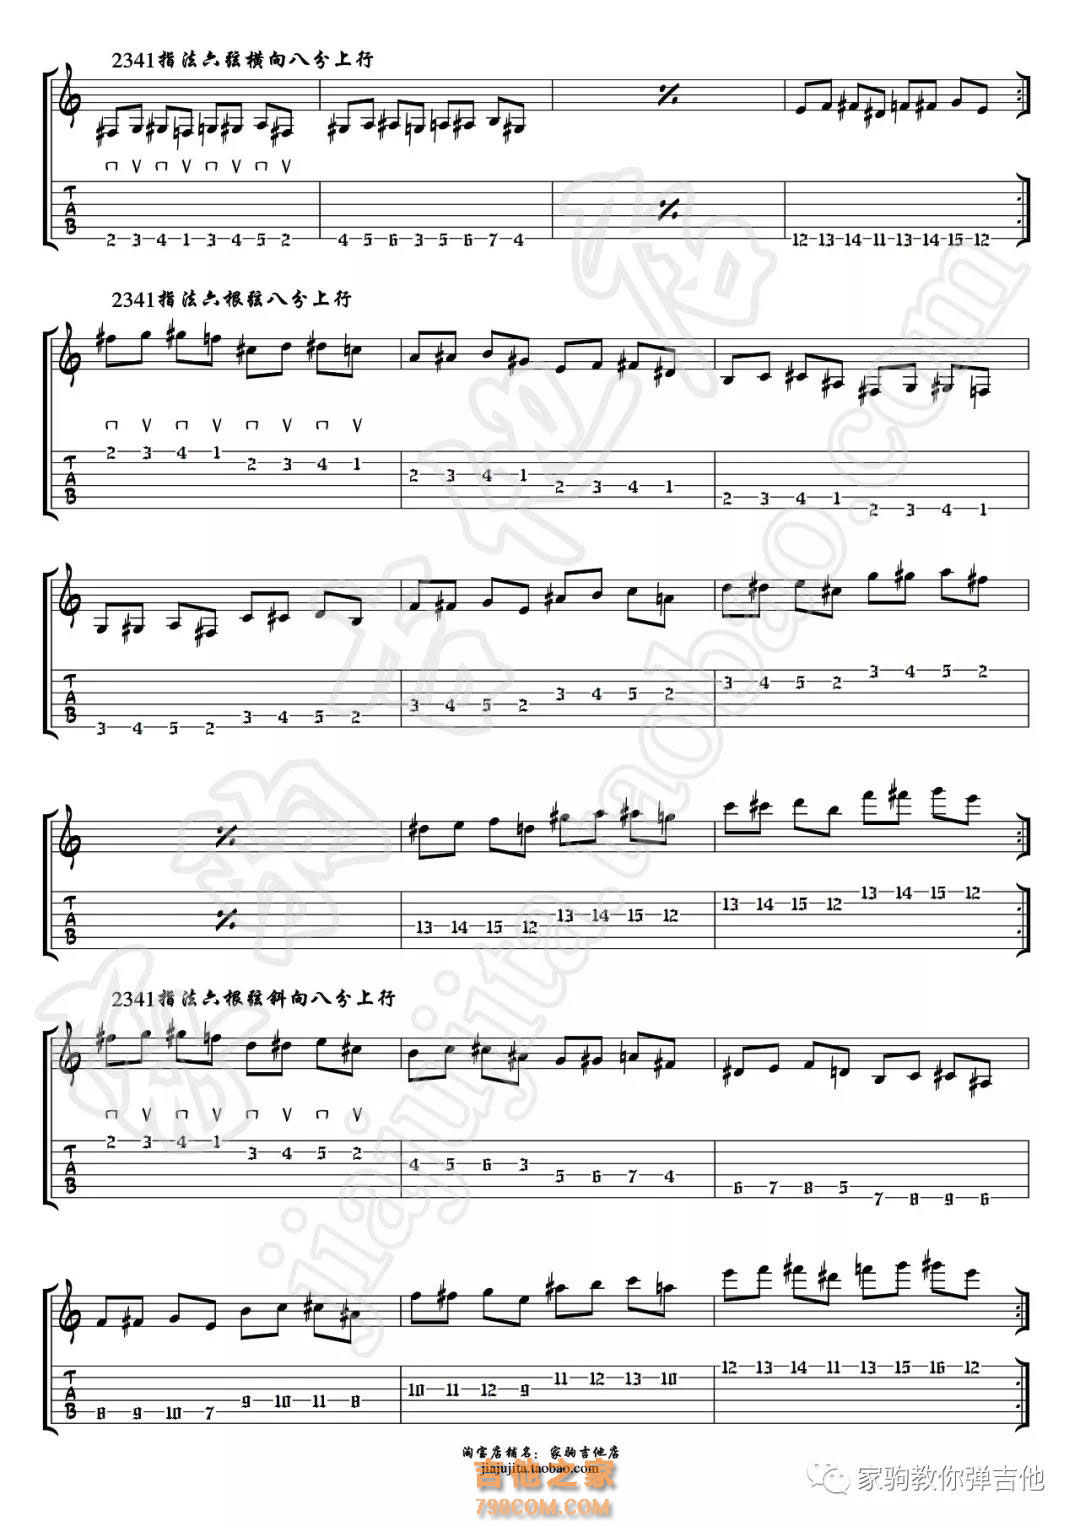 2341指法六弦横向八分上行
T
A
B
2 3 4 1 3 4 5 2 4 5 6 3 5 6 7 4 12 13 14 11 13 14 15 12
2341指法六根弦八分上行
T
A
B
2 3 4 1 2 3 4 1 2 3 4 1 2 3 4 1 2 3 4 1 2 3 4 1
T
A
B
3 4 5 2 3 4 5 2 3 4 5 2 3 4 5 2 3 4 5 2 3 4 5 2
T
A
B
13 14 15 12 13 14 15 12 13 14 15 12 13 14 15 12
2341指法六根弦斜向八分上行
T
A
B
2 3 4 1 3 4 5 2 4 5 6 3 5 6 7 4 6 7 8 5 7 8 9 6
T
A
B
8 9 10 7 9 10 11 8 10 11 12 9 11 12 13 10 12 13 14 11 13 15 16 12
家驹吉他店
jiajujita.taobao.com
淘宝店铺名：家驹吉他店
jiajujita.taobao.com
吉他之家
798COM.COM
家驹教你弹吉他